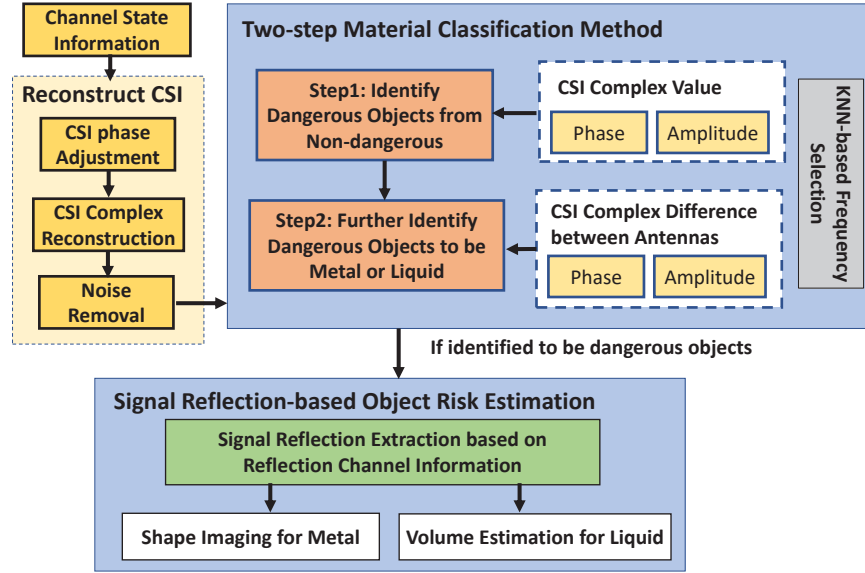 Channel State
Information
Reconstruct CSI
CSI phase
Adjustment
CSI Complex
Reconstruction
Noise
Removal
Two-step Material Classification Method
Step1: Identify
Dangerous Objects from
Non-dangerous
CSI Complex Value
Phase
Amplitude
Step2: Further Identify
Dangerous Objects to be
Metal or Liquid
CSI Complex Difference
between Antennas
Phase
Amplitude
KNN-based Frequency
Selection
If identified to be dangerous objects
Signal Reflection-based Object Risk Estimation
Signal Reflection Extraction based on
Reflection Channel Information
Shape Imaging for Metal
Volume Estimation for Liquid